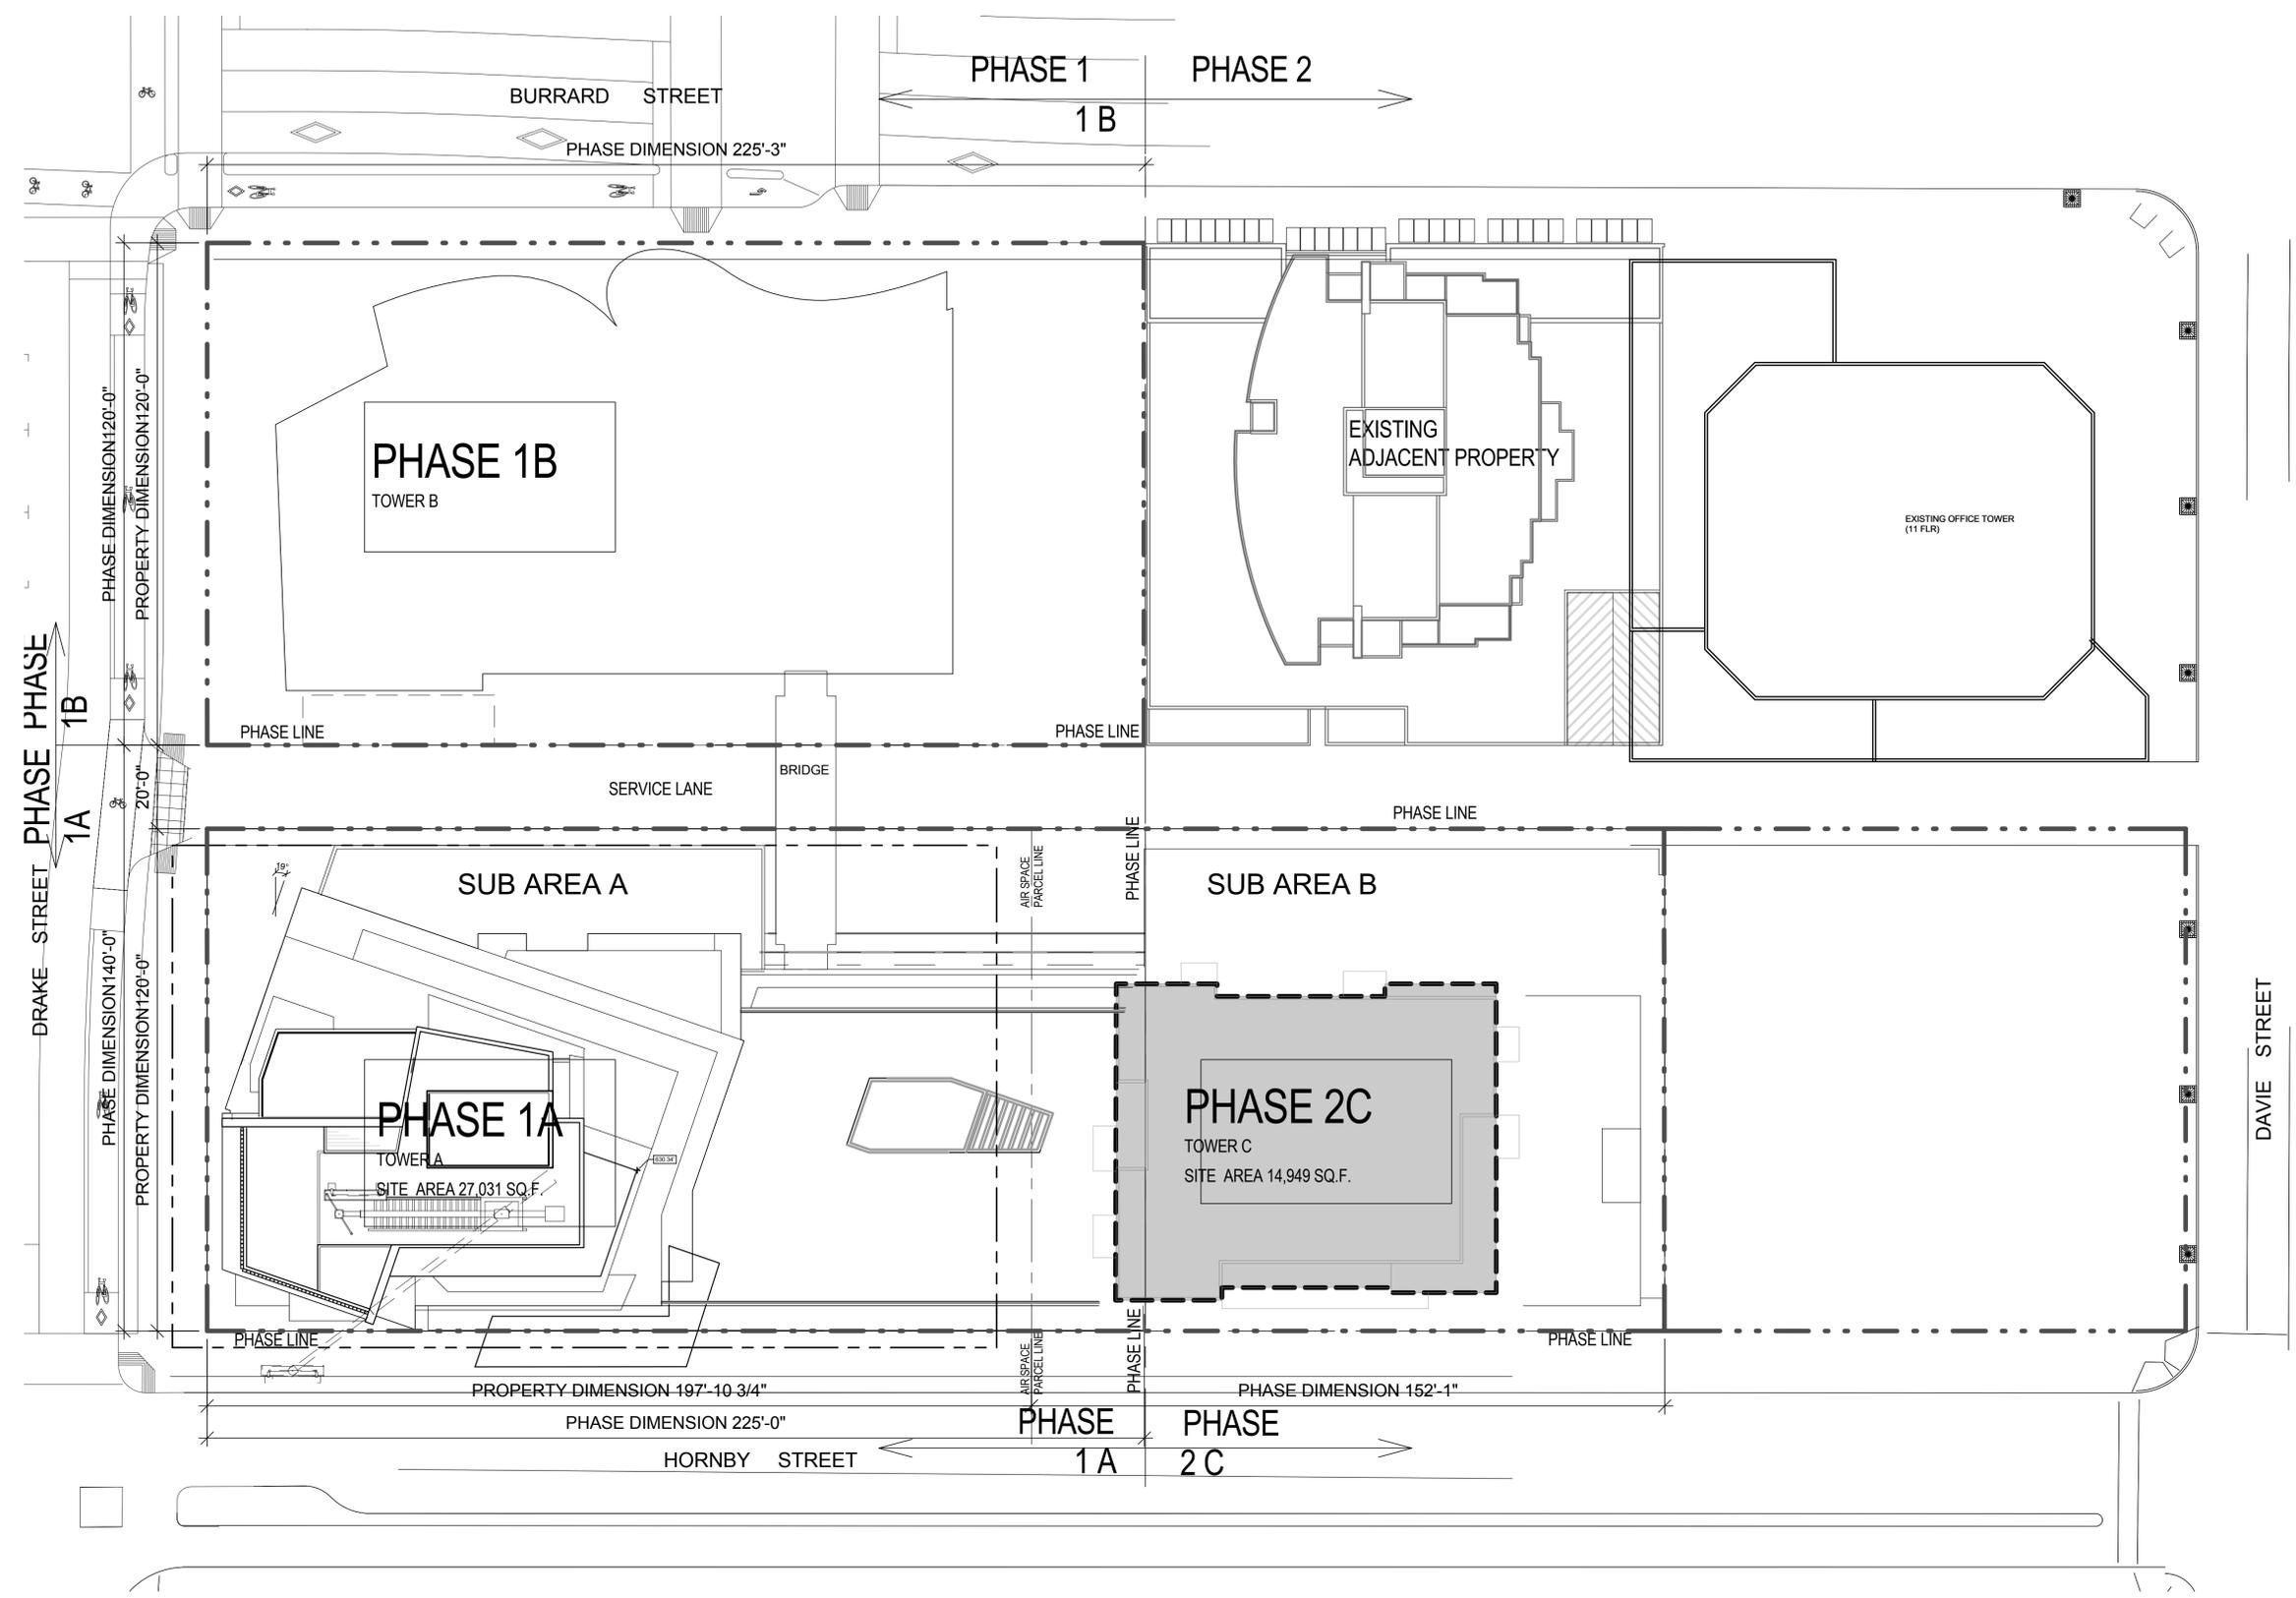 PHASE 1 PHASE 2
BURRARD STREET
1 B
PHASE DIMENSION 225'-3"
PHASE DIMENSION120'-0"
PROPERTY DIMENSION120'-0"
PHASE 1B
TOWER B
EXISTING
ADJACENT PROPERTY
EXISTING OFFICE TOWER
(11 FLR)
PHASE LINE
PHASE LINE
PHASE PHASE
1A 1B
20'-0"
SERVICE LANE
BRIDGE
PHASE LINE
PHASE LINE
DRAKE STREET
19°
SUB AREA A
AIR SPACE
PARCEL LINE
SUB AREA B
PHASE DIMENSION140'-0"
PROPERTY DIMENSION120'-0"
PHASE 1A
TOWER A
SITE AREA 27,031 SQ.F.
PHASE 2C
TOWER C
SITE AREA 14,949 SQ.F.
DAVIE STREET
PHASE LINE
AIR SPACE
PARCEL LINE
PHASE LINE
PHASE LINE
PROPERTY DIMENSION 197'-10 3/4"
PHASE DIMENSION 152'-1"
PHASE DIMENSION 225'-0"
PHASE PHASE
HORNBY STREET
1 A 2 C